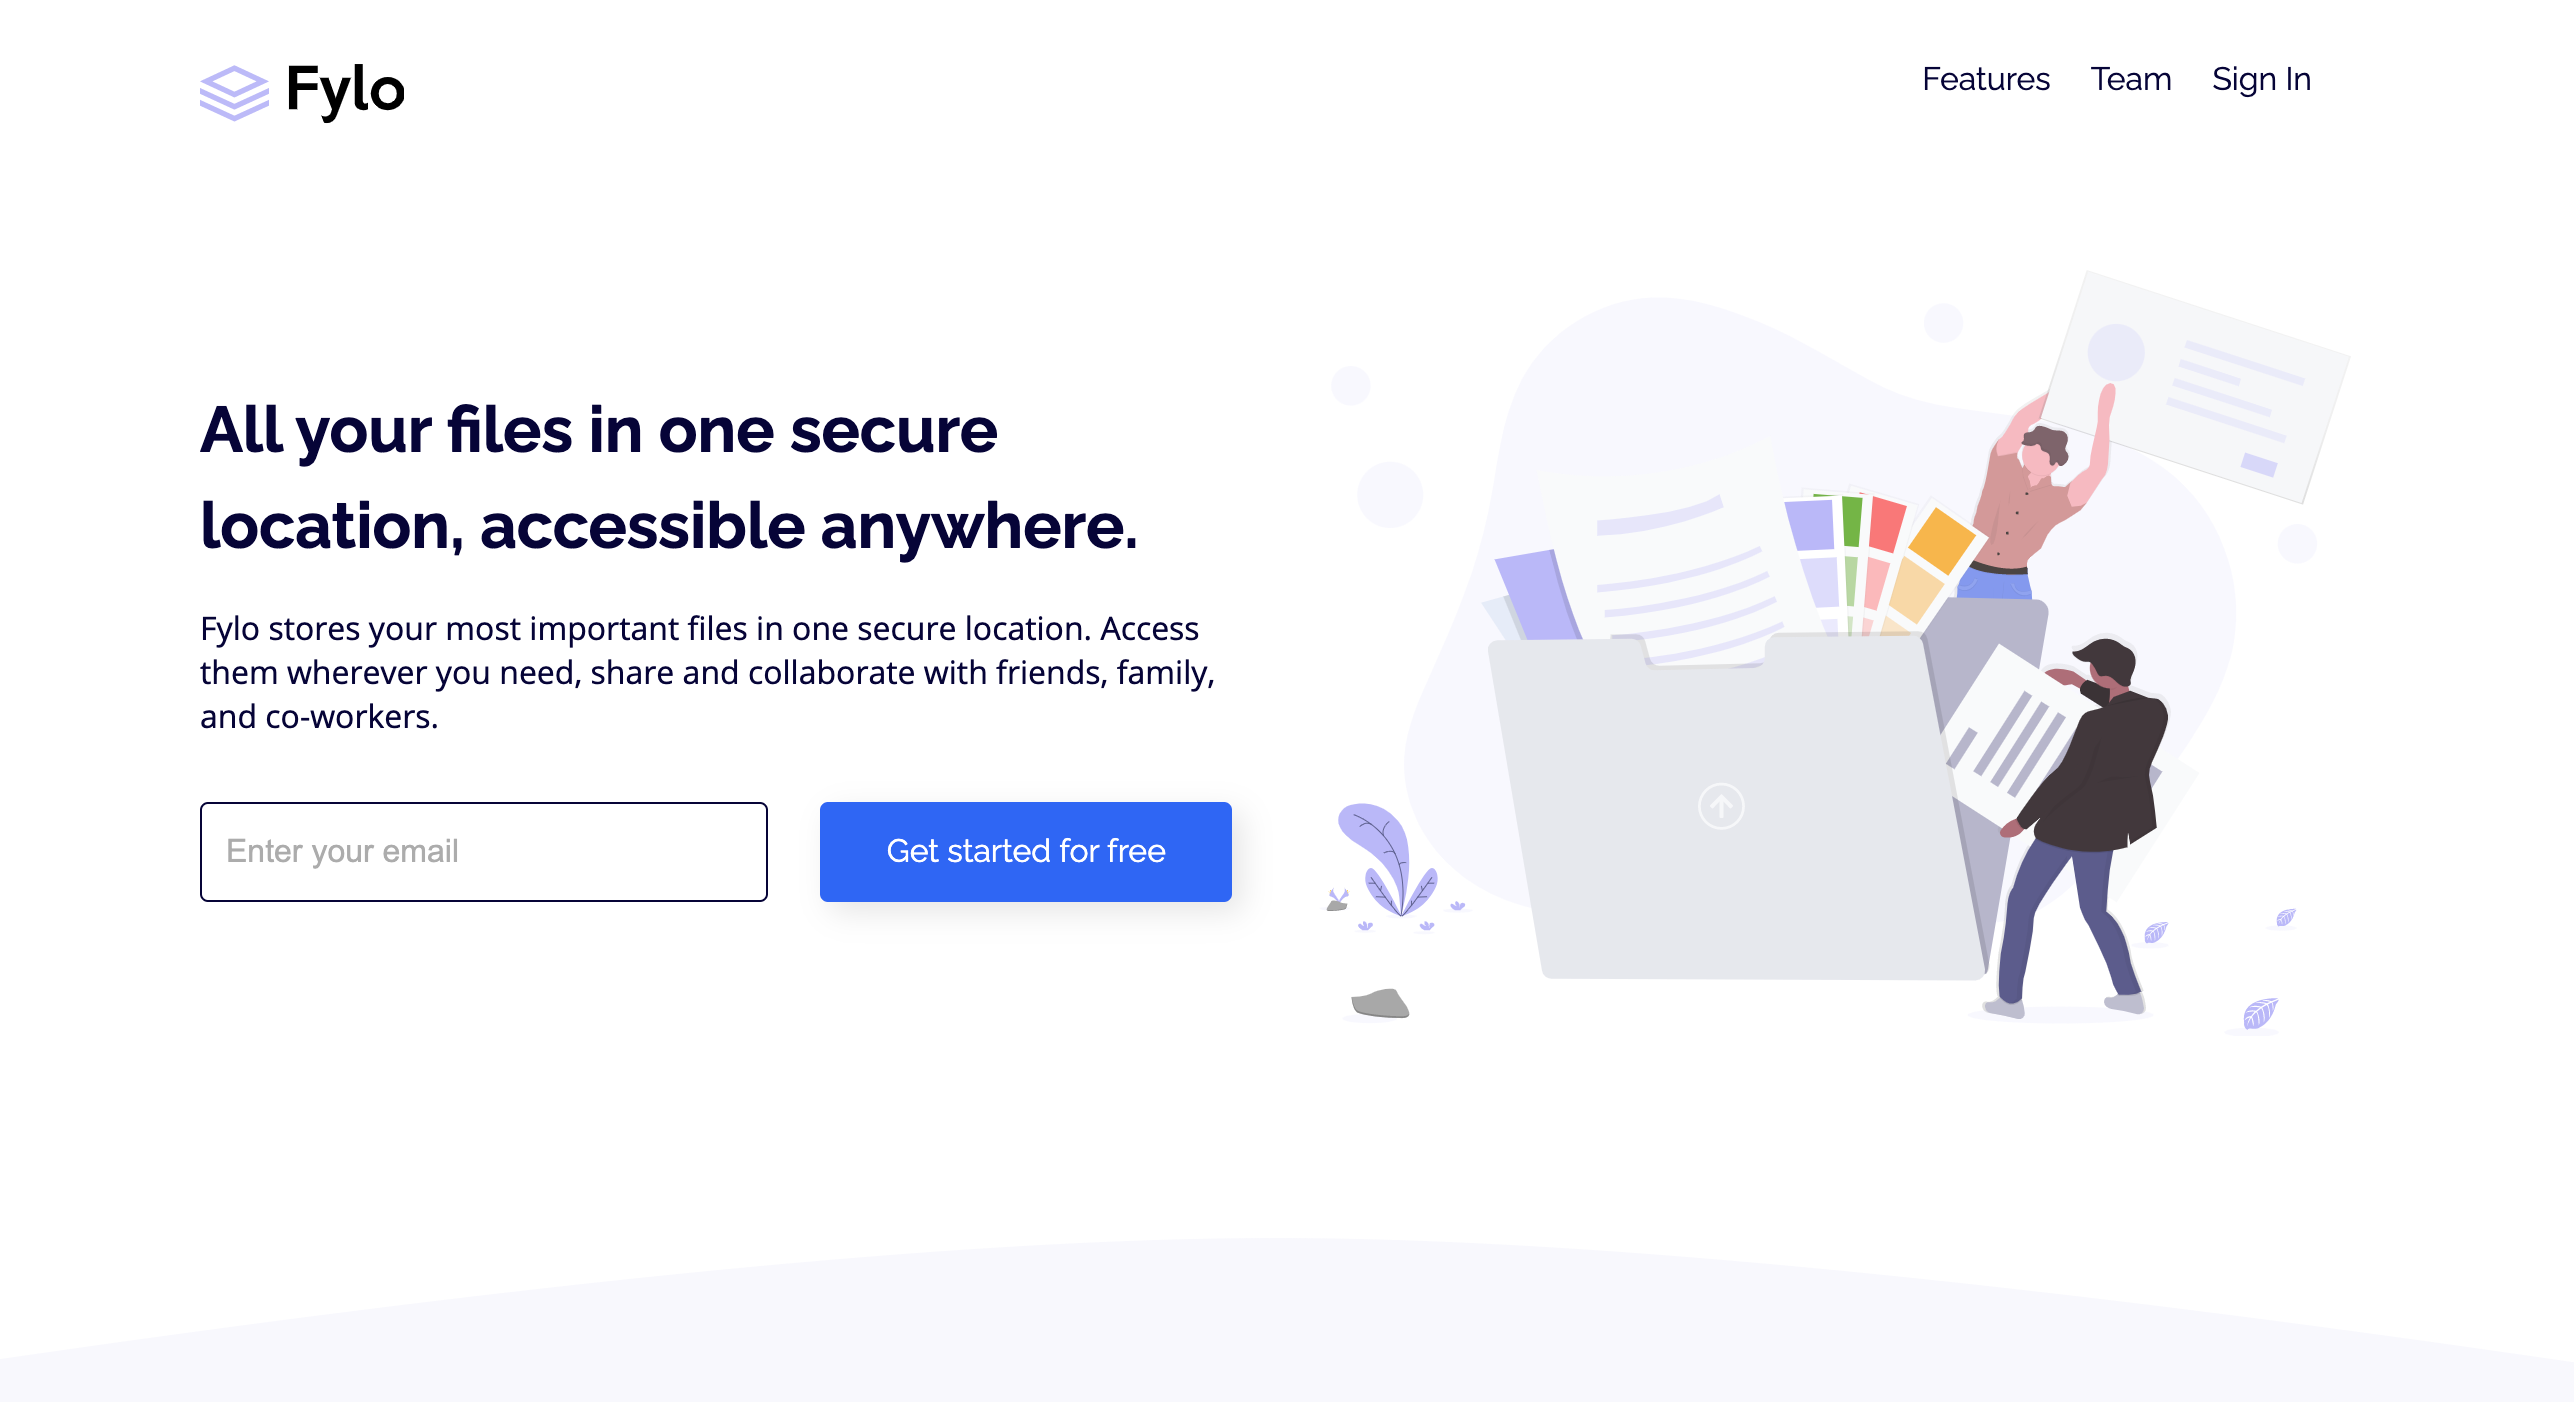 Fylo
Features Team Sign In
All your files in one secure
location, accessible anywhere.
Fylo stores your most important files in one secure location. Access
them wherever you need, share and collaborate with friends, family,
and co-workers.
Enter your email
Get started for free